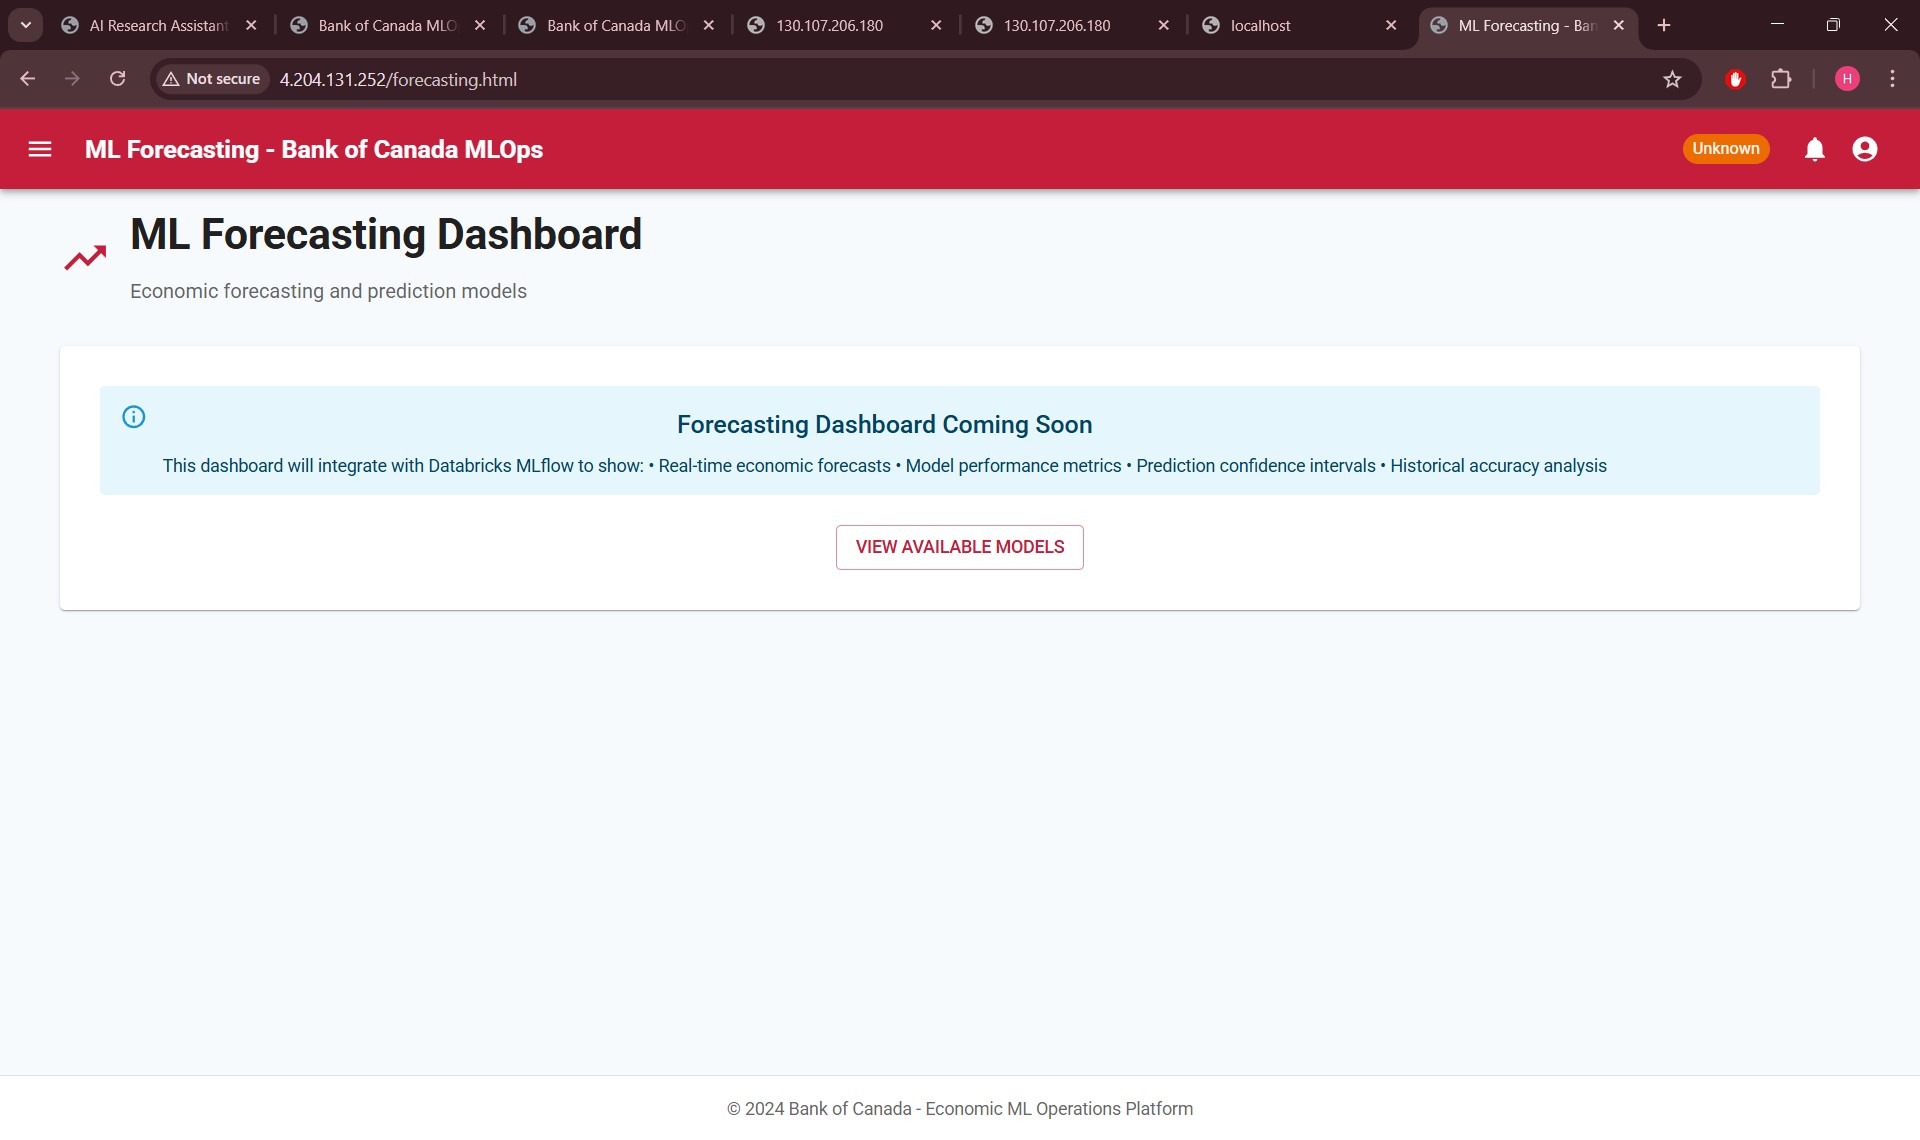 AI Research Assistant
Bank of Canada MLO
Bank of Canada MLO
130.107.206.180
130.107.206.180
localhost
ML Forecasting - Ban
Not secure
4.204.131.252/forecasting.html
H
ML Forecasting - Bank of Canada MLOps
Unknown
ML Forecasting Dashboard
Economic forecasting and prediction models
Forecasting Dashboard Coming Soon
This dashboard will integrate with Databricks MLflow to show: • Real-time economic forecasts • Model performance metrics • Prediction confidence intervals • Historical accuracy analysis
VIEW AVAILABLE MODELS
© 2024 Bank of Canada - Economic ML Operations Platform